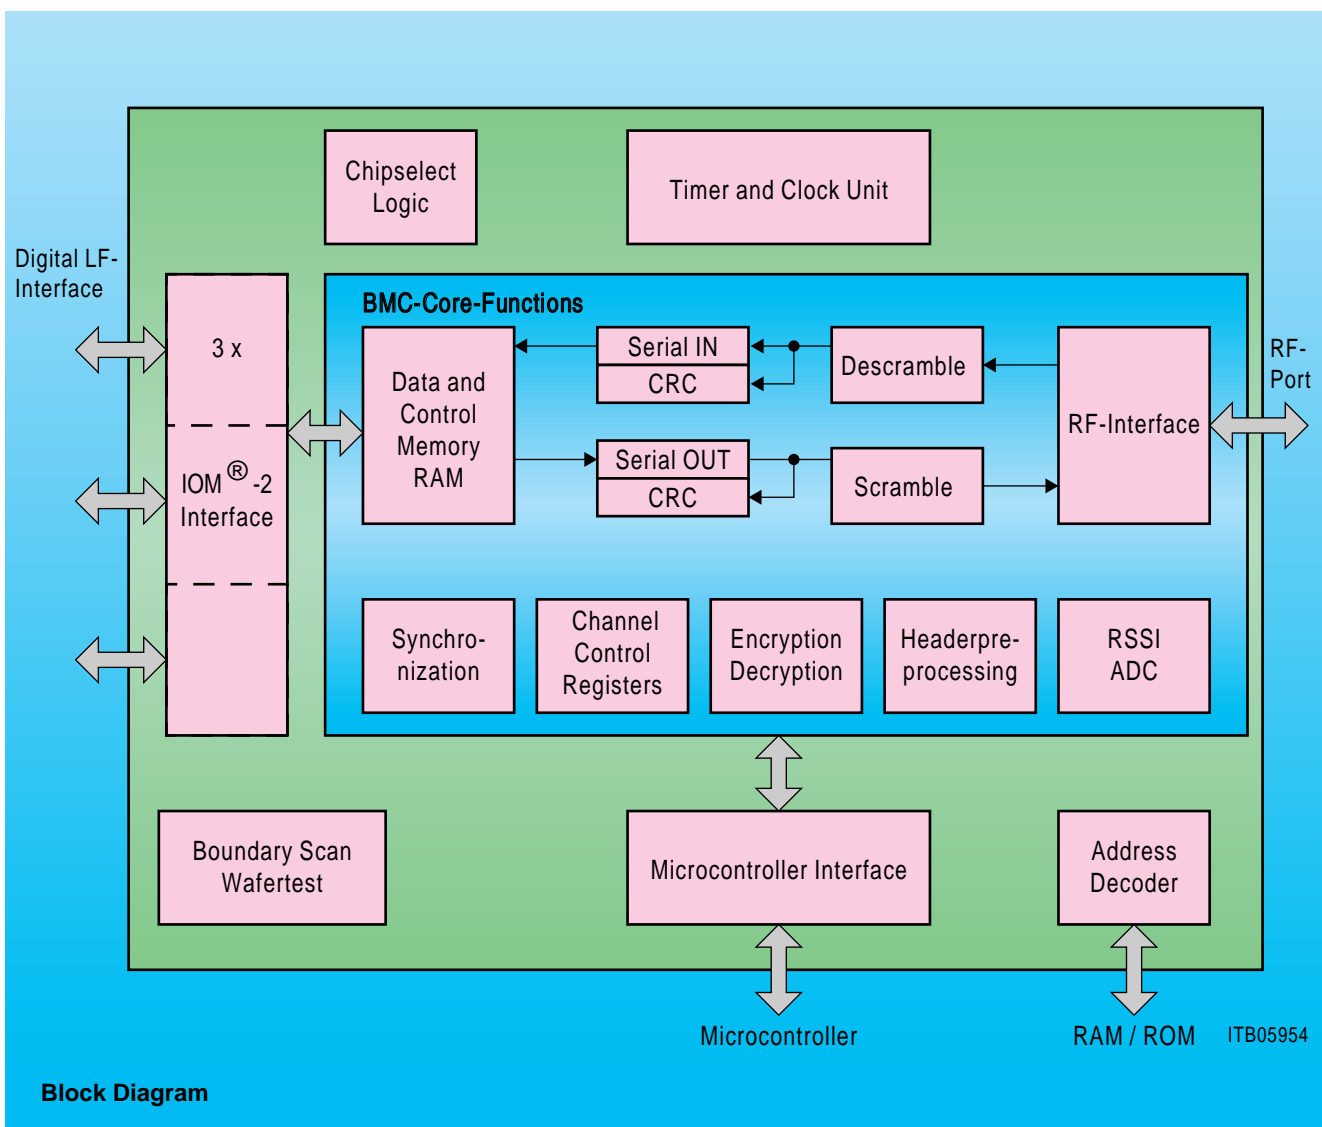 Chipselect
Logic
Timer and Clock Unit
Digital LF-
Interface
3 x
IOM®-2
Interface
BMC-Core-Functions
Data and
Control
Memory
RAM
Serial IN
CRC
Descramble
Serial OUT
CRC
Scramble
RF-Interface
RF-
Port
Synchro-
nization
Channel
Control
Registers
Encryption
Decryption
Headerpre-
processing
RSSI
ADC
Boundary Scan
Wafertest
Microcontroller Interface
Address
Decoder
Microcontroller
RAM / ROM
ITB05954
Block Diagram